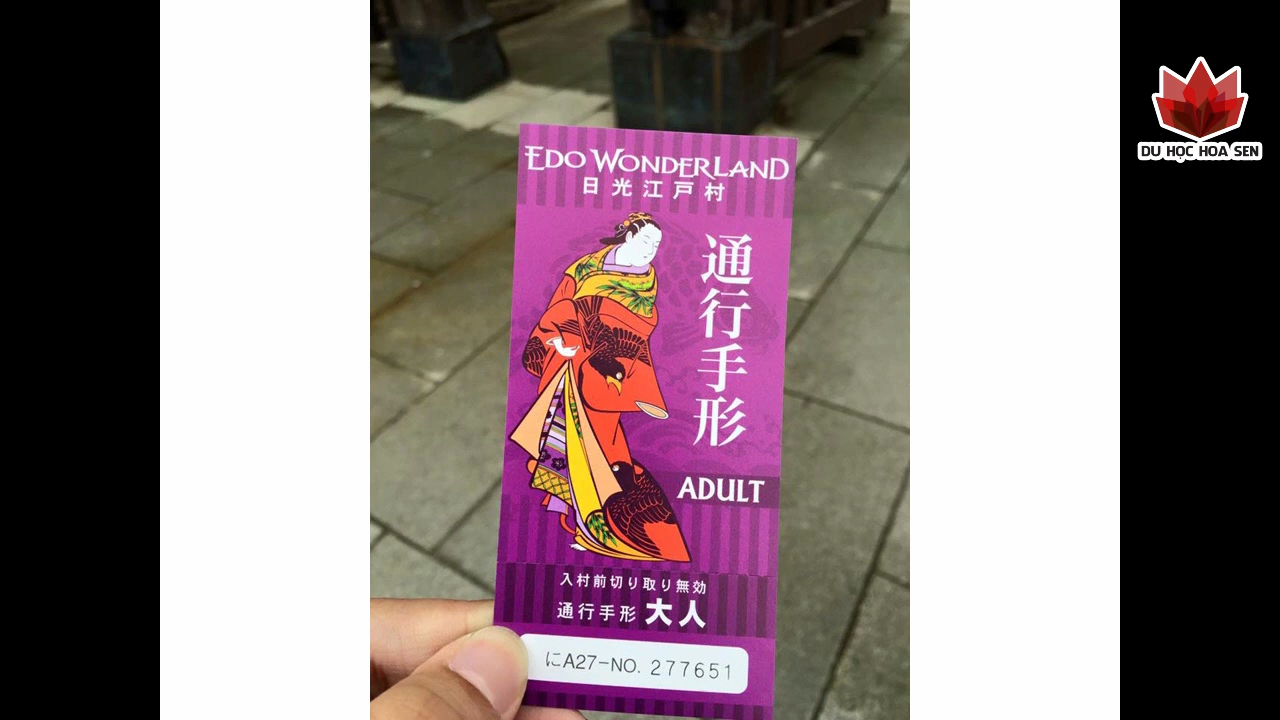 EDO WONDERLAND
日光江戸村
通行手形
ADULT
入村前切り取り無効
通行手形 大人
にA27-NO. 277651
DU HỌC HOA SEN